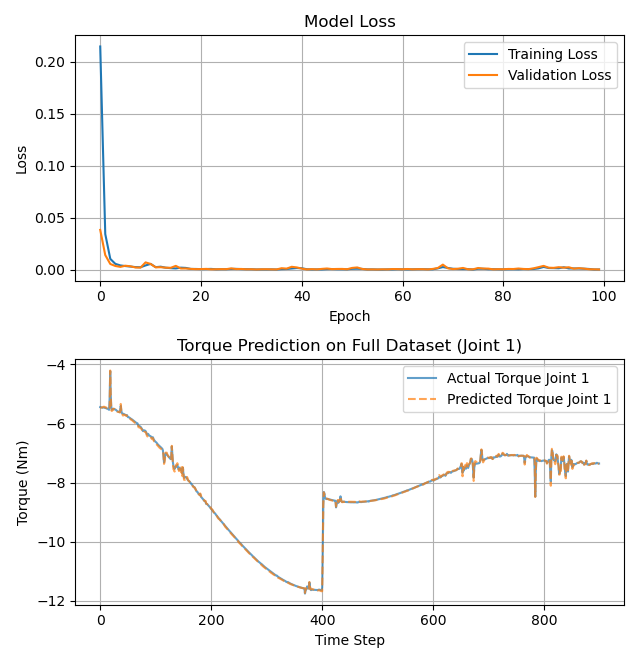 Model Loss
Training Loss
Validation Loss
0.20
0.15
0.10
0.05
0.00
Loss
0 20 40 60 80 100
Epoch
Torque Prediction on Full Dataset (Joint 1)
Actual Torque Joint 1
Predicted Torque Joint 1
−4
−6
−8
−10
−12
Torque (Nm)
0 200 400 600 800
Time Step